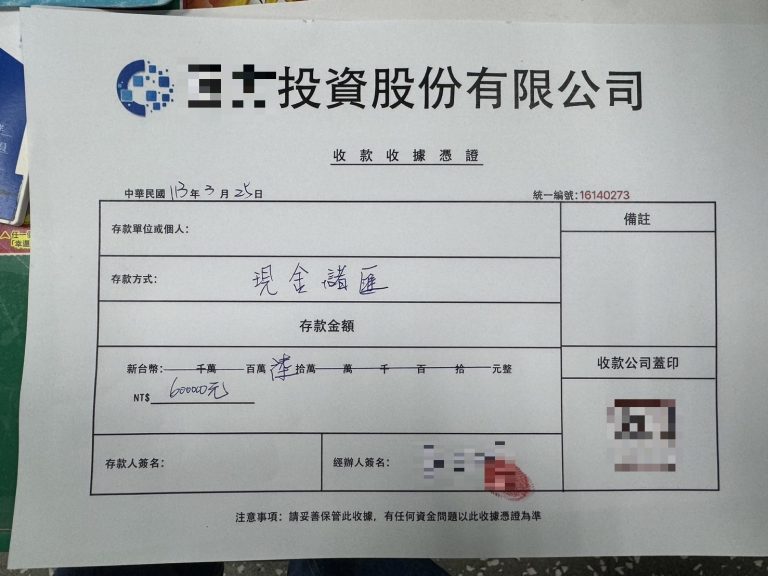 投資股份有限公司
收款收據憑證
中華民國 113 年 3 月 25 日
統一編號:16140273
存款單位或個人:
備註
存款方式: 現金儲匯
存款金額
新台幣: 千萬 百萬 拾萬 萬 千 百 拾 元整
收款公司蓋印
NT$ 600000元
存款人簽名:
經辦人簽名:
注意事項: 請妥善保管此收據, 有任何資金問題以此收據憑證為準